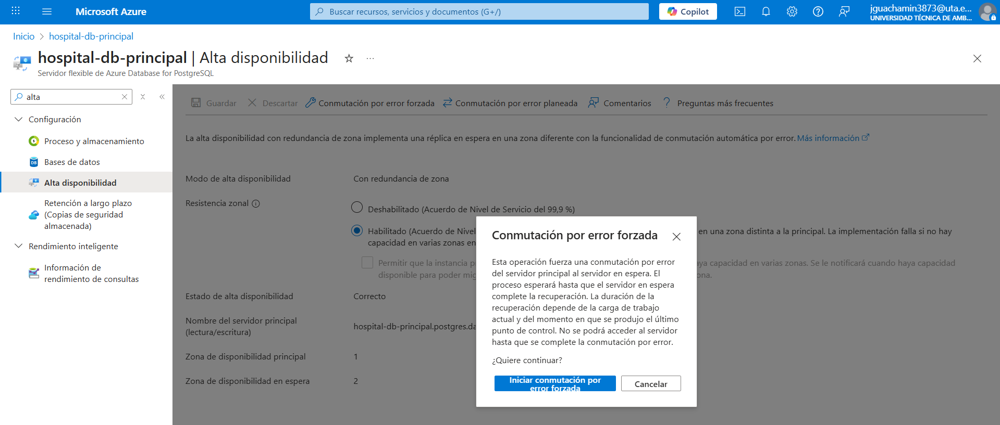 Microsoft Azure
Buscar recursos, servicios y documentos (G+/)
Copilot
jguachamin3873@uta.e...
UNIVERSIDAD TÉCNICA DE AMB...
Inicio > hospital-db-principal
hospital-db-principal | Alta disponibilidad
Servidor flexible de Azure Database for PostgreSQL
alta
Configuración
Proceso y almacenamiento
Bases de datos
Alta disponibilidad
Retención a largo plazo
(Copias de seguridad
almacenada)
Rendimiento inteligente
Información de
rendimiento de consultas
Guardar
Descartar
Conmutación por error forzada
Conmutación por error planeada
Comentarios
Preguntas más frecuentes
La alta disponibilidad con redundancia de zona implementa una réplica en espera en una zona diferente con la funcionalidad de conmutación automática por error. Más información
Modo de alta disponibilidad
Con redundancia de zona
Resistencia zonal
Deshabilitado (Acuerdo de Nivel de Servicio del 99,9 %)
Habilitado (Acuerdo de Nivel en una zona distinta a la principal. La implementación falla si no hay
capacidad en varias zonas en
Permitir que la instancia capacidad en varias zonas. Se le notificará cuando haya capacidad
disponible para poder
Estado de alta disponibilidad
Correcto
Nombre del servidor principal
(lectura/escritura)
hospital-db-principal.postgres.da
Zona de disponibilidad principal
1
Zona de disponibilidad en espera
2
Conmutación por error forzada
Esta operación fuerza una conmutación por error
del servidor principal al servidor en espera. El
proceso esperará hasta que el servidor en espera
complete la recuperación. La duración de la
recuperación depende de la carga de trabajo
actual y del momento en que se produjo el último
punto de control. No se podrá acceder al servidor
hasta que se complete la conmutación por error.
¿Quiere continuar?
Iniciar conmutación por
error forzada
Cancelar